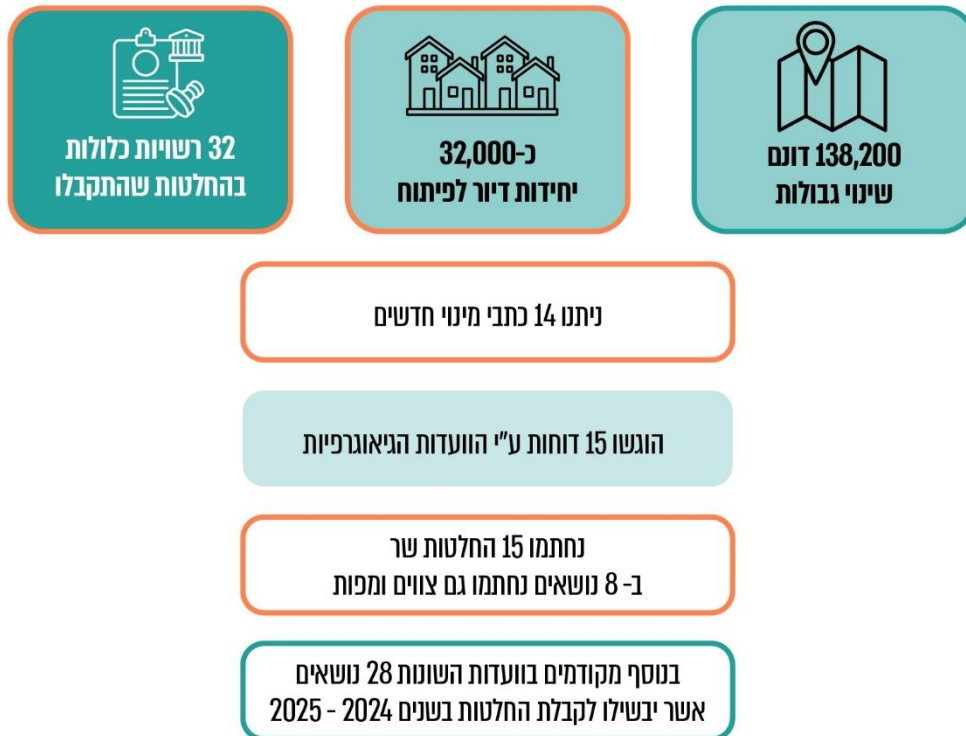 138,200 דונם
שינוי גבולות
כ-32,000
יחידות דיור לפיתוח
32 רשויות כלולות
בהחלטות שהתקבלו
ניתנו 14 כתבי מינוי חדשים
הוגשו 15 דוחות ע"י הוועדות הגיאוגרפיות
נחתמו 15 החלטות שר
ב- 8 נושאים נחתמו גם צווים ומפות
בנוסף מקודמים בוועדות השונות 28 נושאים
אשר יבשילו לקבלת החלטות בשנים 2024 - 2025